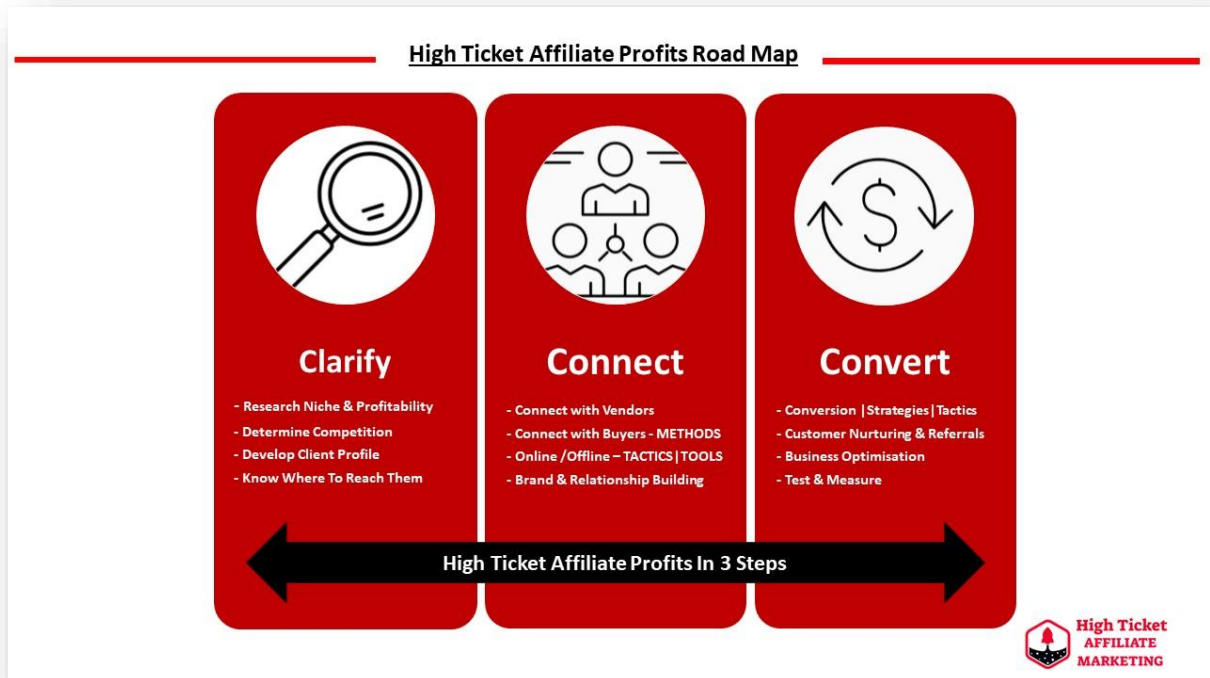 High Ticket Affiliate Profits Road Map
Clarify
- Research Niche & Profitability
- Determine Competition
- Develop Client Profile
- Know Where To Reach Them
Connect
- Connect with Vendors
- Connect with Buyers - METHODS
- Online /Offline – TACTICS|TOOLS
- Brand & Relationship Building
Convert
- Conversion |Strategies|Tactics
- Customer Nurturing & Referrals
- Business Optimisation
- Test & Measure
High Ticket Affiliate Profits In 3 Steps
High Ticket
AFFILIATE
MARKETING